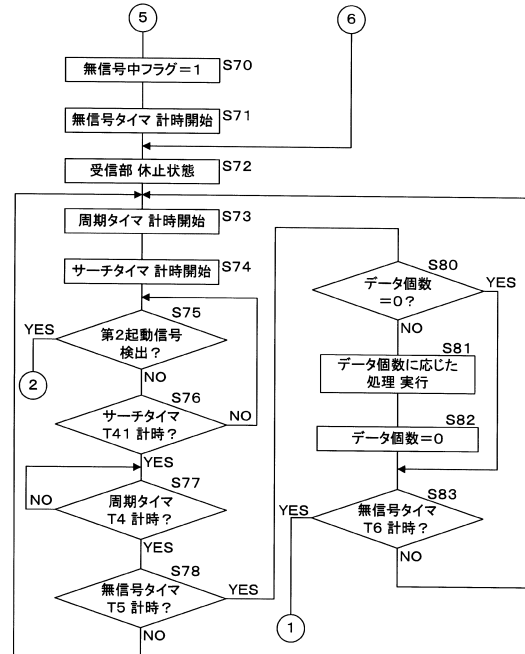 5
6
無信号中フラグ=1
S70
無信号タイマ 計時開始
S71
受信部 休止状態
S72
周期タイマ 計時開始
S73
サーチタイマ 計時開始
S74
S75
YES
第2起動信号
検出?
2
NO
S76
サーチタイマ
T41 計時?
NO
YES
S77
NO
周期タイマ
T4 計時?
YES
S78
無信号タイマ
T5 計時?
YES
NO
S80
データ個数
=0?
YES
NO
S81
データ個数に応じた
処理 実行
S82
データ個数=0
S83
YES
無信号タイマ
T6 計時?
NO
1